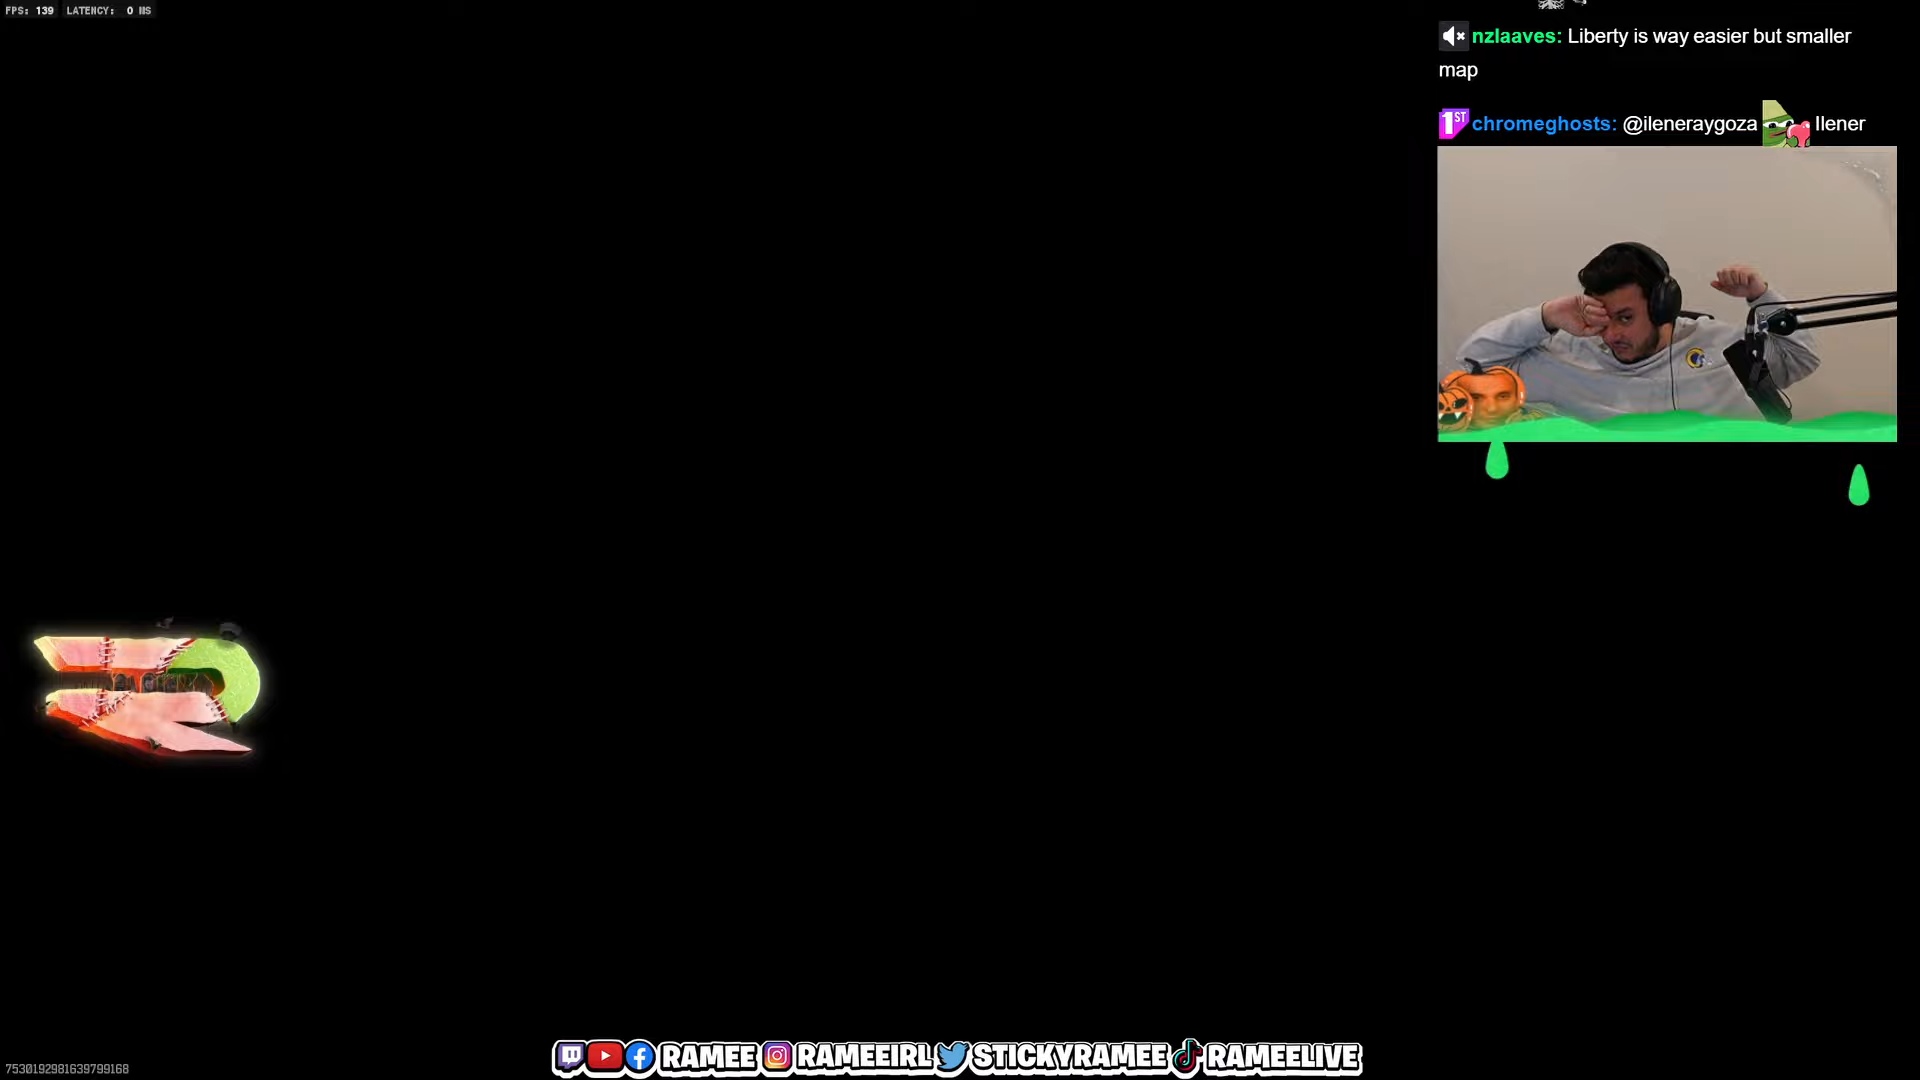 FPS: 139 LATENCY: 0 MS
nzlaaves: Liberty is way easier but smaller
map
1ST chromeghosts: @ileneraygoza Ilener
RAMEE RAMEEIRL STICKYRAMEE RAMEELIVE
7530192981639799168